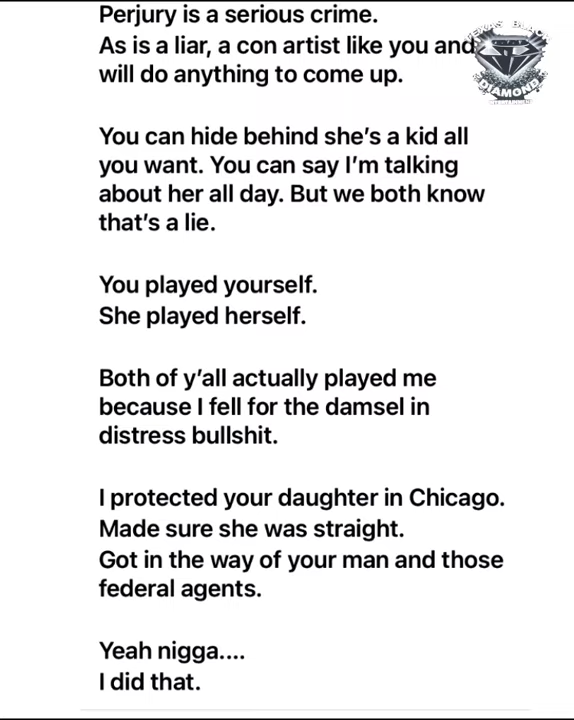 Perjury is a serious crime.
As is a liar, a con artist like you and
will do anything to come up.
You can hide behind she's a kid all
you want. You can say I'm talking
about her all day. But we both know
that's a lie.
You played yourself.
She played herself.
Both of y'all actually played me
because I fell for the damsel in
distress bullshit.
I protected your daughter in Chicago.
Made sure she was straight.
Got in the way of your man and those
federal agents.
Yeah nigga....
I did that.
TEXAS BLACK
DIAMOND